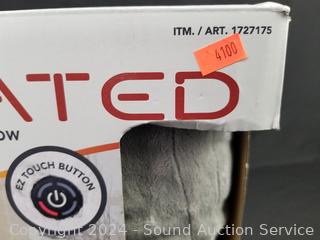 ITM. / ART. 1727175
4100
ATED
OW
EZ TOUCH BUTTON
Copyright 2024 - Sound Auction Service